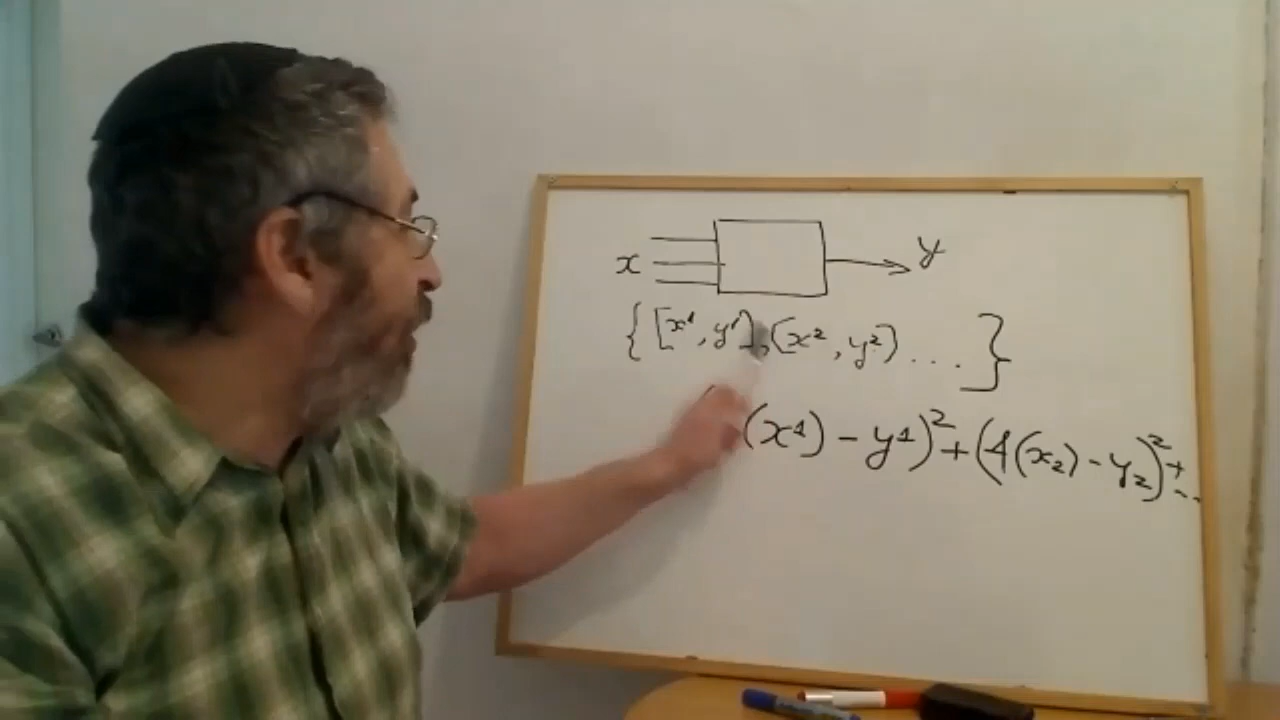 x y
{ [x¹, y¹], (x², y²) ... }
(x1) - y1)² + (f(x₂) - y₂)² + ...